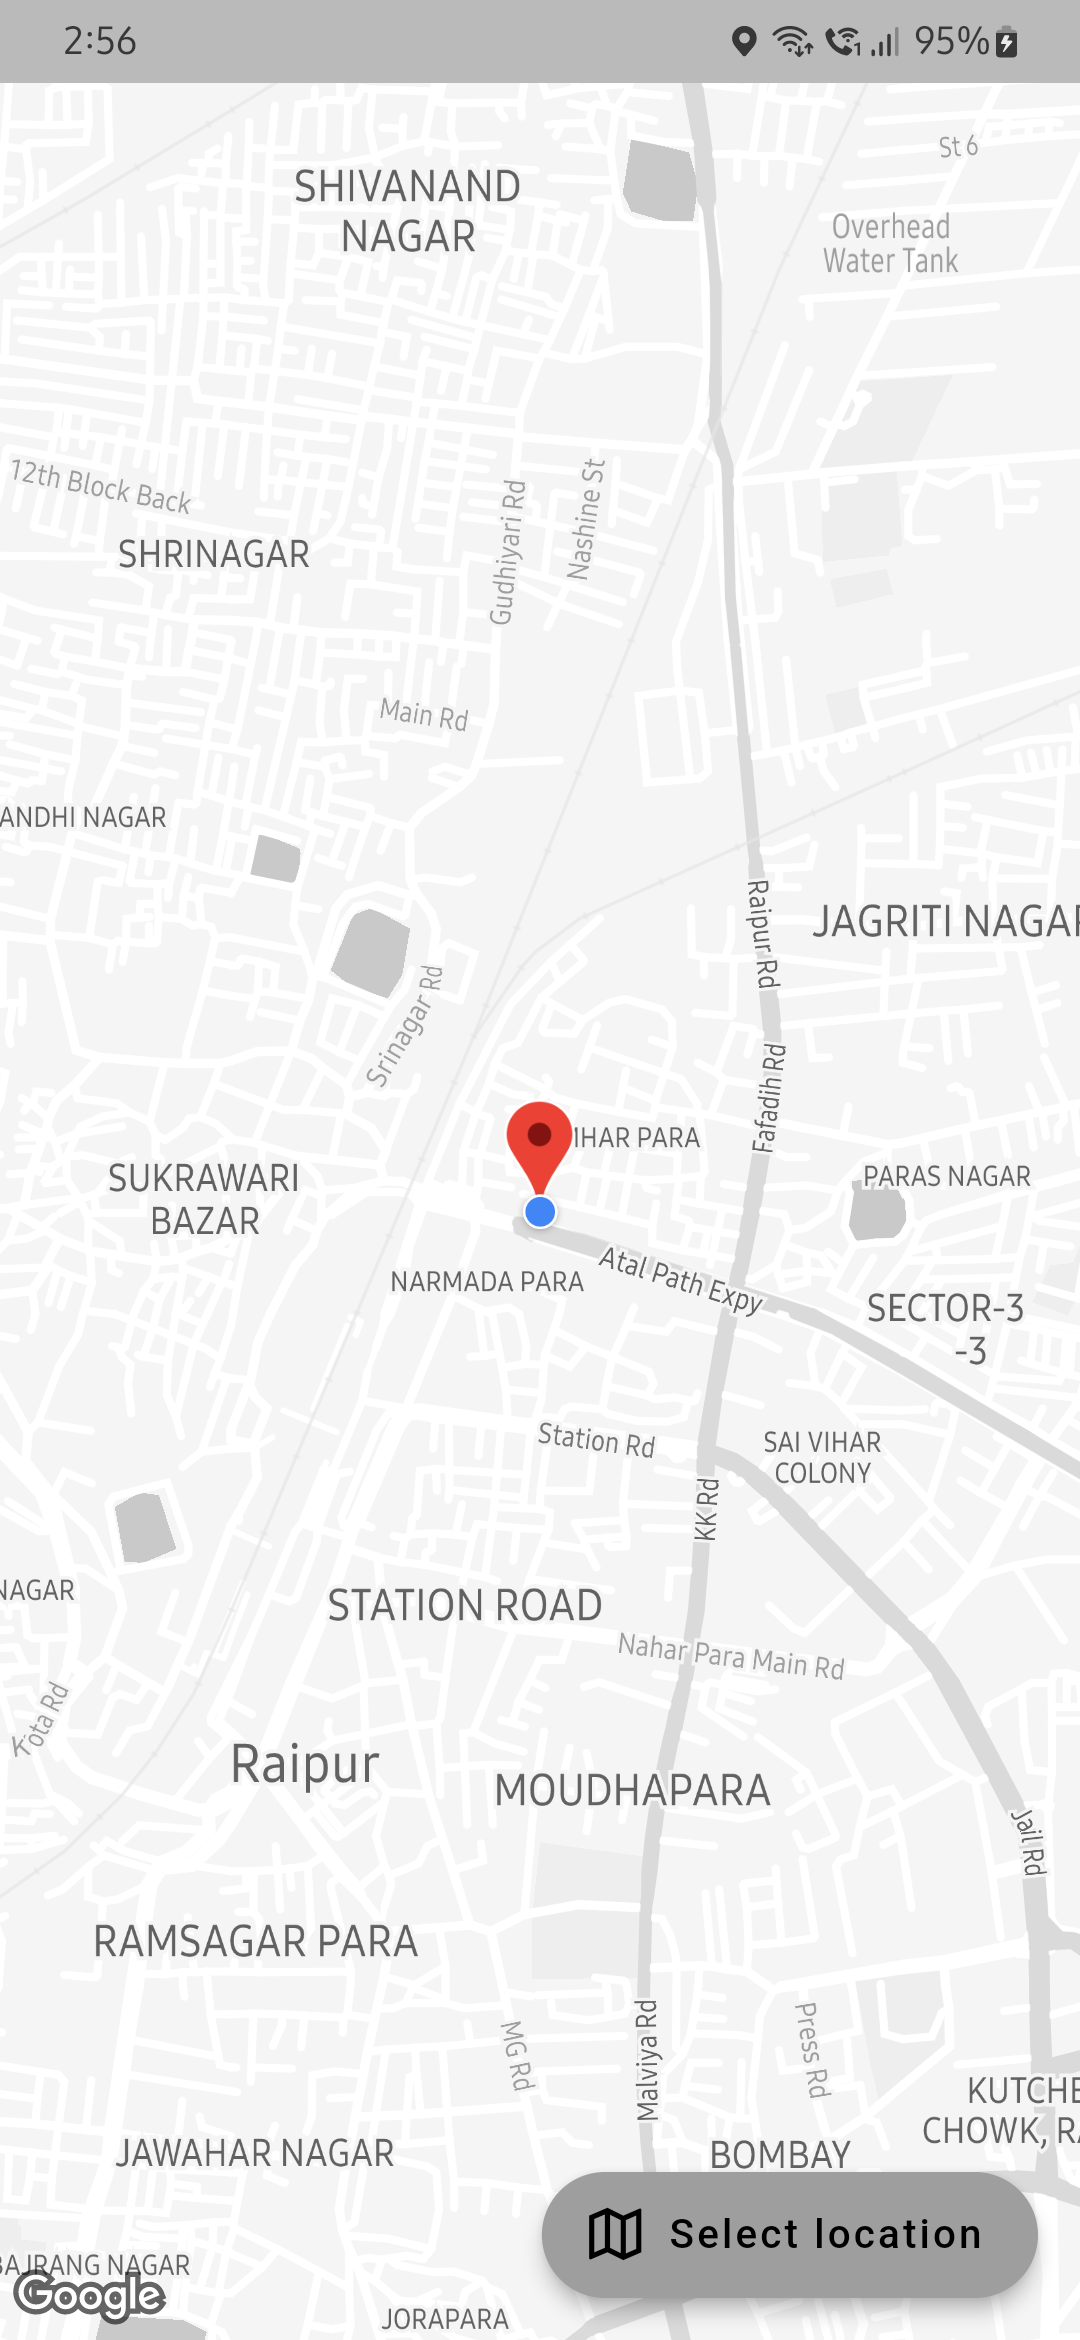 2:56
1
95%
St 6
SHIVANAND
NAGAR
Overhead
Water Tank
12th Block Back
Gudhiyari Rd
Nashine St
SHRINAGAR
Main Rd
ANDHI NAGAR
Raipur Rd
JAGRITI NAGAR
Srinagar Rd
Fafadih Rd
IHAR PARA
PARAS NAGAR
SUKRAWARI
BAZAR
Atal Path Expy
NARMADA PARA
SECTOR-3
-3
Station Rd
SAI VIHAR
COLONY
KK Rd
NAGAR
STATION ROAD
Nahar Para Main Rd
Kota Rd
Raipur
MOUDHAPARA
Jail Rd
RAMSAGAR PARA
Malviya Rd
MG Rd
Press Rd
KUTCHE
CHOWK, RA
JAWAHAR NAGAR
BOMBAY
Select location
BAJRANG NAGAR
Google
JORAPARA